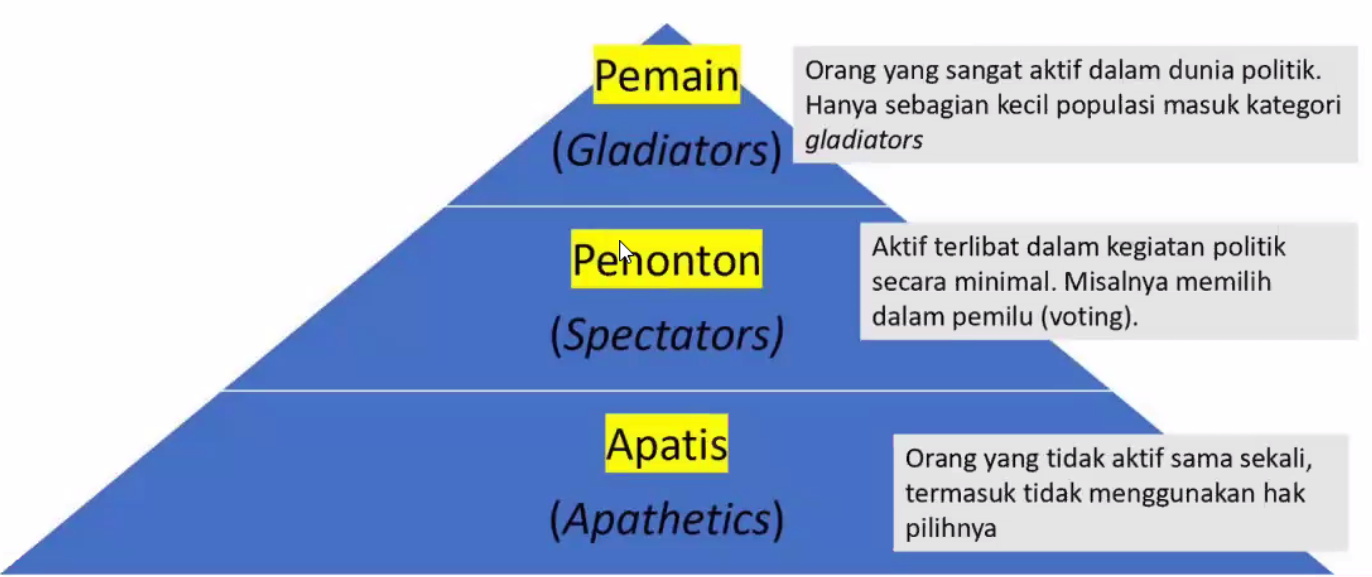 Pemain
(Gladiators)
Orang yang sangat aktif dalam dunia politik.
Hanya sebagian kecil populasi masuk kategori
gladiators
Penonton
(Spectators)
Aktif terlibat dalam kegiatan politik
secara minimal. Misalnya memilih
dalam pemilu (voting).
Apatis
(Apathetics)
Orang yang tidak aktif sama sekali,
termasuk tidak menggunakan hak
pilihnya